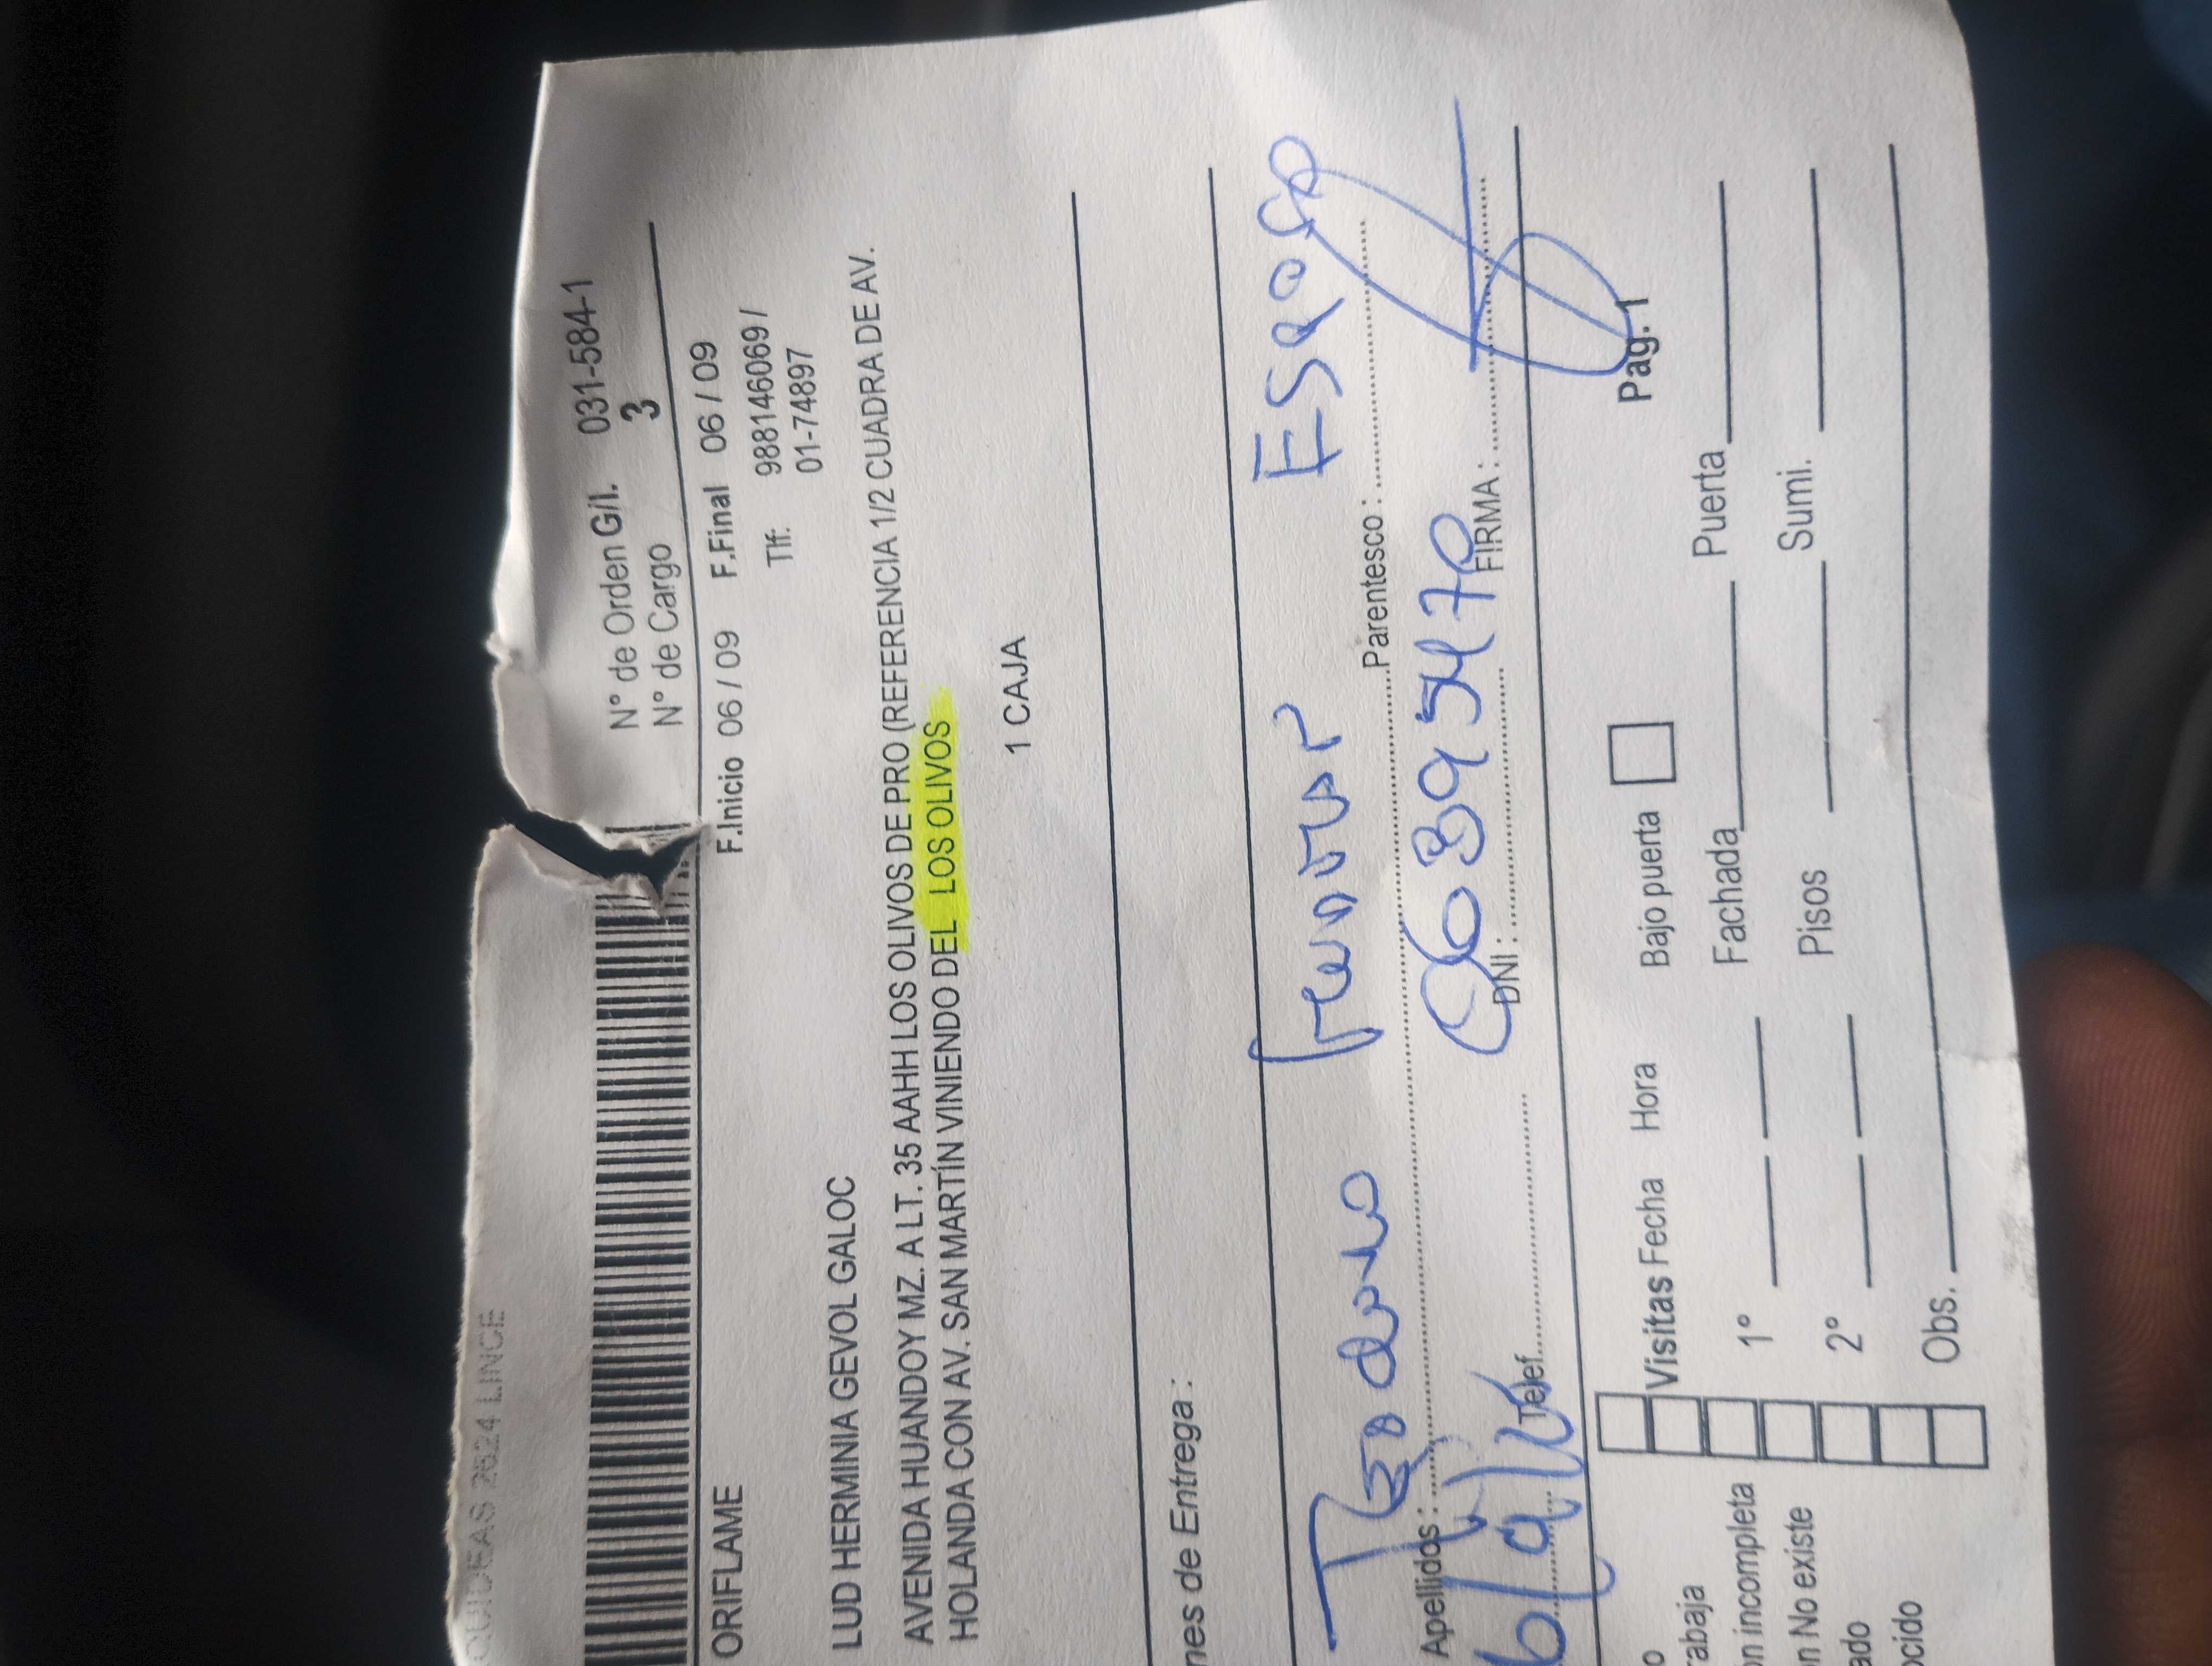 QUIDEAS 2624 LINCE
N° de Orden G/I. 031-584-1
N° de Cargo 3
ORIFLAME
F.Inicio 06 / 09 F.Final 06 / 09
Tlf: 988146069 /
01-74897
LUD HERMINIA GEVOL GALOC
AVENIDA HUANDOY MZ. A LT. 35 AAHH LOS OLIVOS DE PRO (REFERENCIA 1/2 CUADRA DE AV.
HOLANDA CON AV. SAN MARTÍN VINIENDO DEL LOS OLIVOS
1 CAJA
nes de Entrega :
Teodulo
Apellidos : Parentesco :
Telef. DNI : FIRMA :
Pag. 1
Visitas Fecha Hora Bajo puerta
rabaja 1° Fachada Puerta
n incompleta
n No existe 2° Pisos Sumi.
ado
ocido Obs.